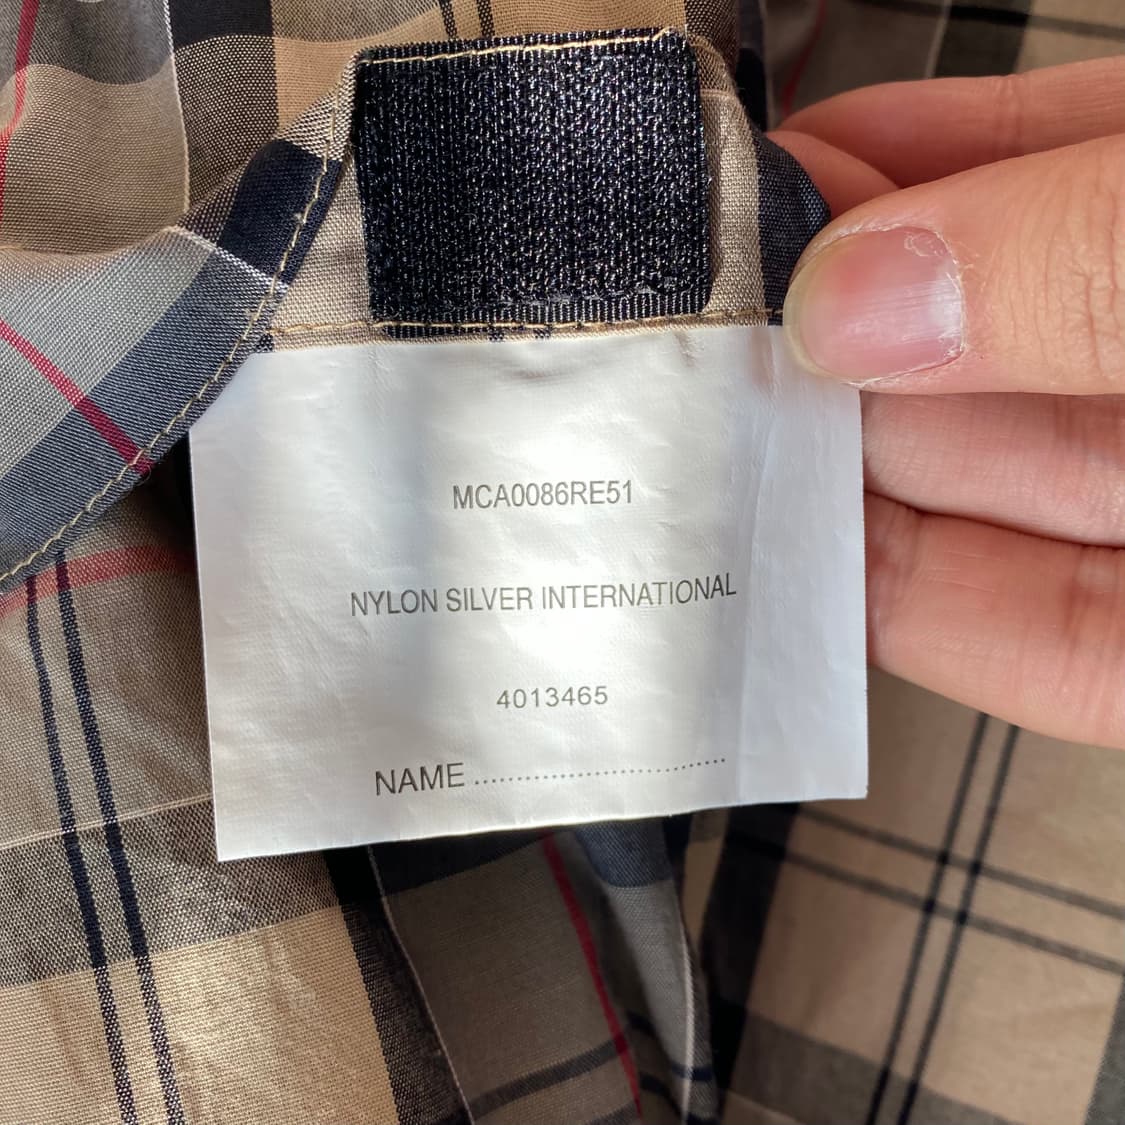 MCA0086RE51
NYLON SILVER INTERNATIONAL
4013465
NAME ..............................